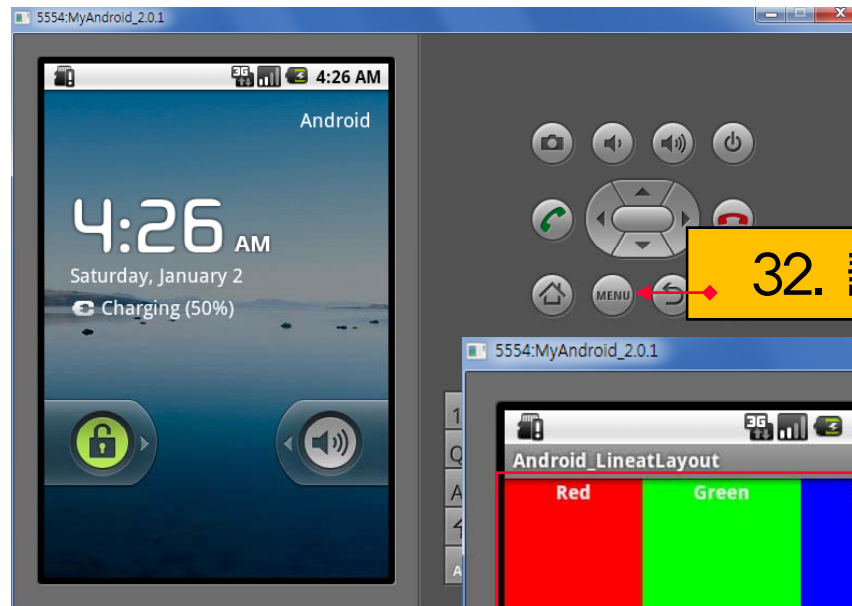 5554:MyAndroid_2.0.1
4:26 AM
Android
4:26 AM
Saturday, January 2
Charging (50%)
MENU
32.
5554:MyAndroid_2.0.1
1
Q
A
A
Android_LineatLayout
Red
Green